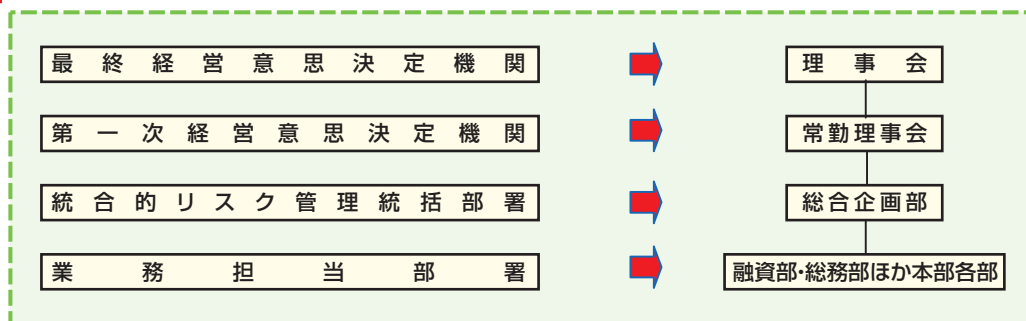 最終経営意思決定機関
理事会
第一次経営意思決定機関
常勤理事会
統合的リスク管理統括部署
総合企画部
業務担当部署
融資部・総務部ほか本部各部